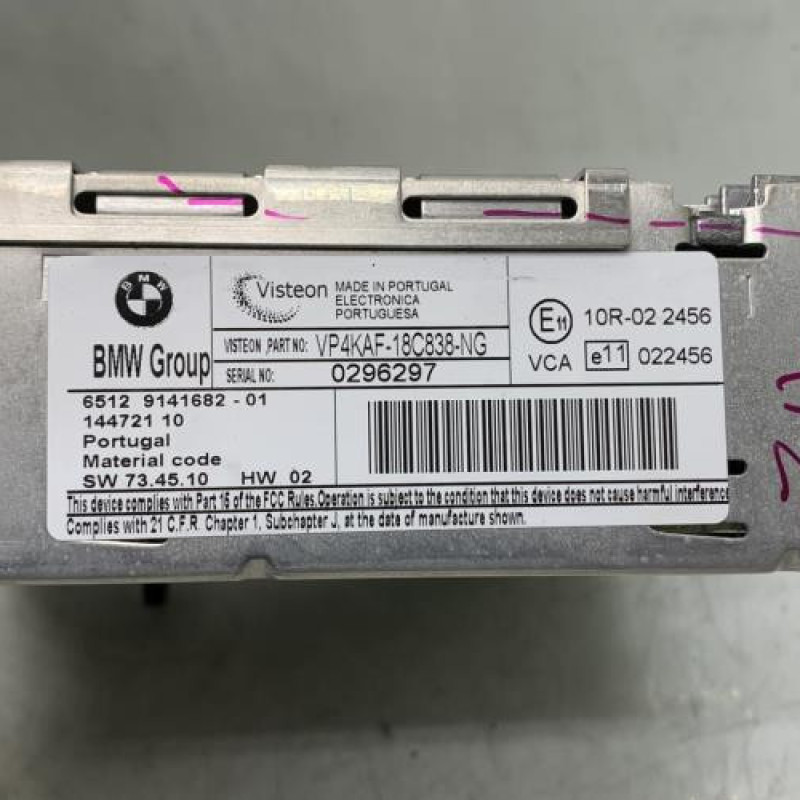 BMW
BMW Group
Visteon
MADE IN PORTUGAL
ELECTRONICA
PORTUGUESA
VISTEON PART NO: VP4KAF-18C838-NG
SERIAL NO: 0296297
E11 10R-02 2456
VCA e11 022456
6512 9141682 - 01
144721 10
Portugal
Material code
SW 73.45.10 HW 02
This device complies with Part 15 of the FCC Rules.Operation is subject to the condition that this device does not cause harmful interference
Complies with 21 C.F.R. Chapter 1, Subchapter J, at the date of manufacture shown.